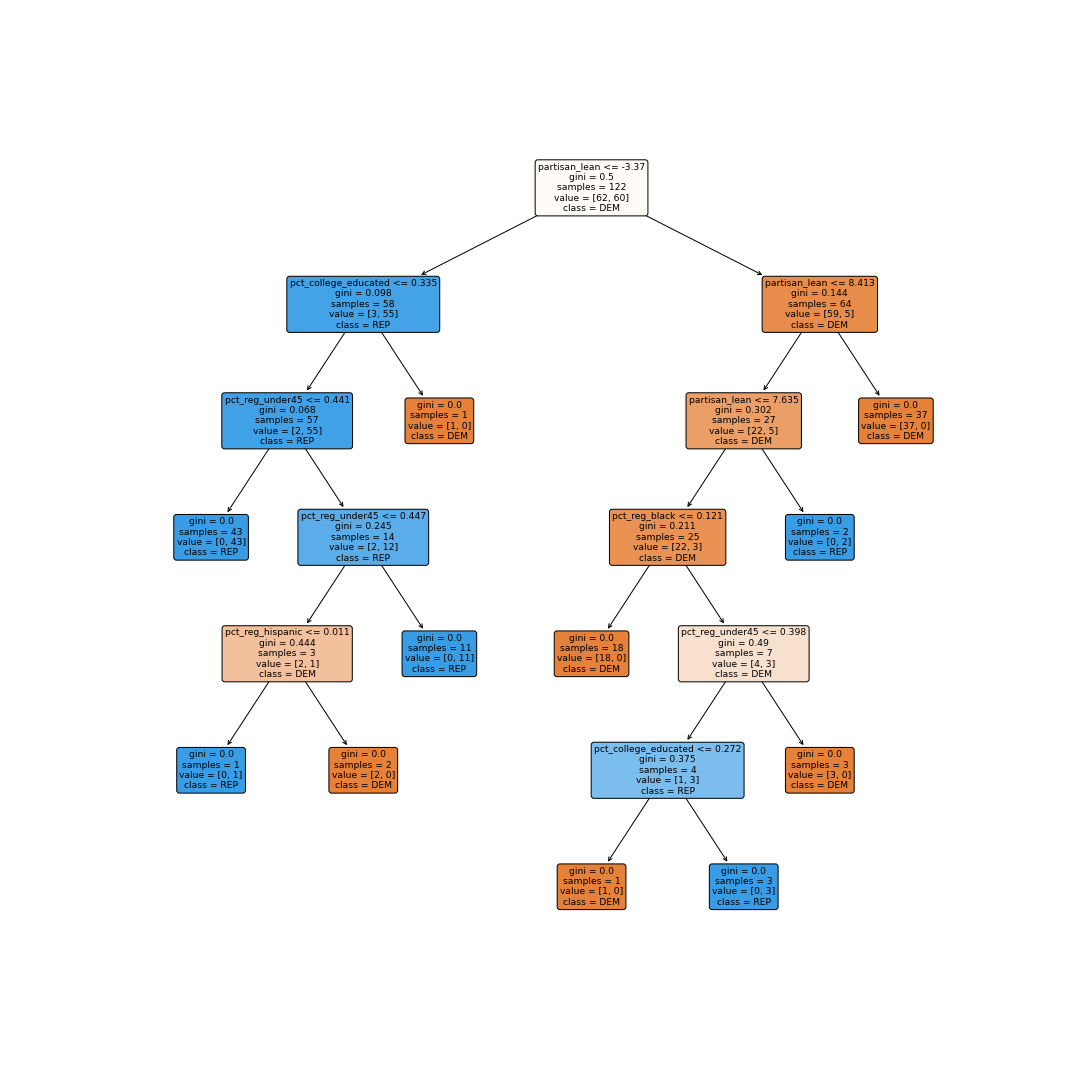 partisan_lean <= -3.37
gini = 0.5
samples = 122
value = [62, 60]
class = DEM
pct_college_educated <= 0.335
gini = 0.098
samples = 58
value = [3, 55]
class = REP
partisan_lean <= 8.413
gini = 0.144
samples = 64
value = [59, 5]
class = DEM
pct_reg_under45 <= 0.441
gini = 0.068
samples = 57
value = [2, 55]
class = REP
gini = 0.0
samples = 1
value = [1, 0]
class = DEM
partisan_lean <= 7.635
gini = 0.302
samples = 27
value = [22, 5]
class = DEM
gini = 0.0
samples = 37
value = [37, 0]
class = DEM
gini = 0.0
samples = 43
value = [0, 43]
class = REP
pct_reg_under45 <= 0.447
gini = 0.245
samples = 14
value = [2, 12]
class = REP
pct_reg_black <= 0.121
gini = 0.211
samples = 25
value = [22, 3]
class = DEM
gini = 0.0
samples = 2
value = [0, 2]
class = REP
pct_reg_hispanic <= 0.011
gini = 0.444
samples = 3
value = [2, 1]
class = DEM
gini = 0.0
samples = 11
value = [0, 11]
class = REP
gini = 0.0
samples = 18
value = [18, 0]
class = DEM
pct_reg_under45 <= 0.398
gini = 0.49
samples = 7
value = [4, 3]
class = DEM
gini = 0.0
samples = 1
value = [0, 1]
class = REP
gini = 0.0
samples = 2
value = [2, 0]
class = DEM
pct_college_educated <= 0.272
gini = 0.375
samples = 4
value = [1, 3]
class = REP
gini = 0.0
samples = 3
value = [3, 0]
class = DEM
gini = 0.0
samples = 1
value = [1, 0]
class = DEM
gini = 0.0
samples = 3
value = [0, 3]
class = REP